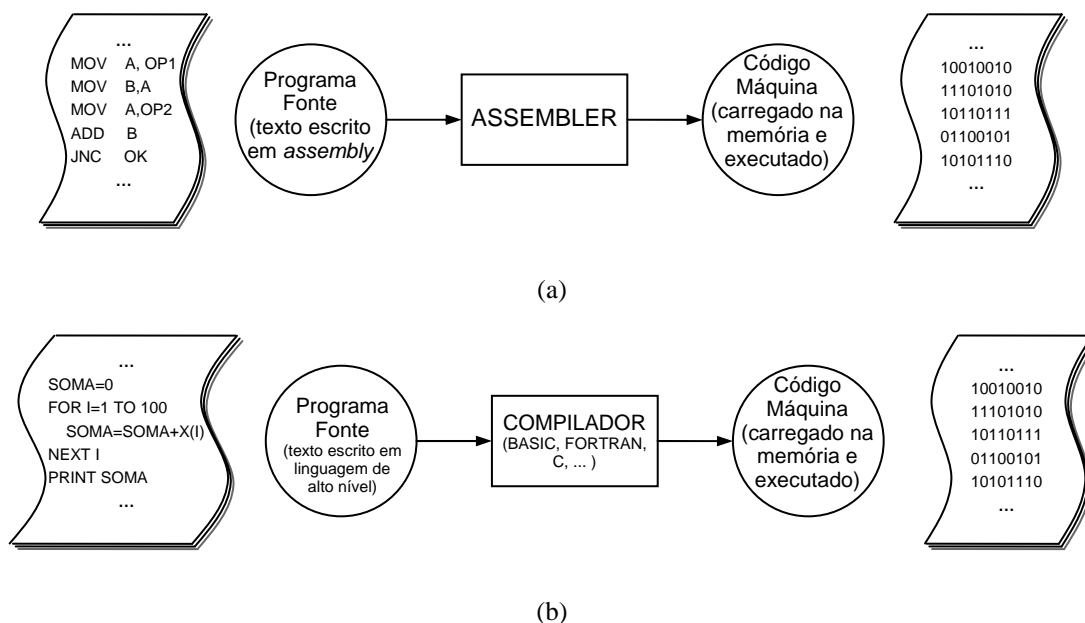 ...
MOV A, OP1
MOV B,A
MOV A,OP2
ADD B
JNC OK
...
Programa
Fonte
(texto escrito
em assembly)
ASSEMBLER
Código
Máquina
(carregado na
memória e
executado)
...
10010010
11101010
10110111
01100101
10101110
...
(a)
...
SOMA=0
FOR I=1 TO 100
SOMA=SOMA+X(I)
NEXT I
PRINT SOMA
...
Programa
Fonte
(texto escrito em
linguagem de
alto nível)
COMPILADOR
(BASIC, FORTRAN,
C, ... )
Código
Máquina
(carregado na
memória e
executado)
...
10010010
11101010
10110111
01100101
10101110
...
(b)